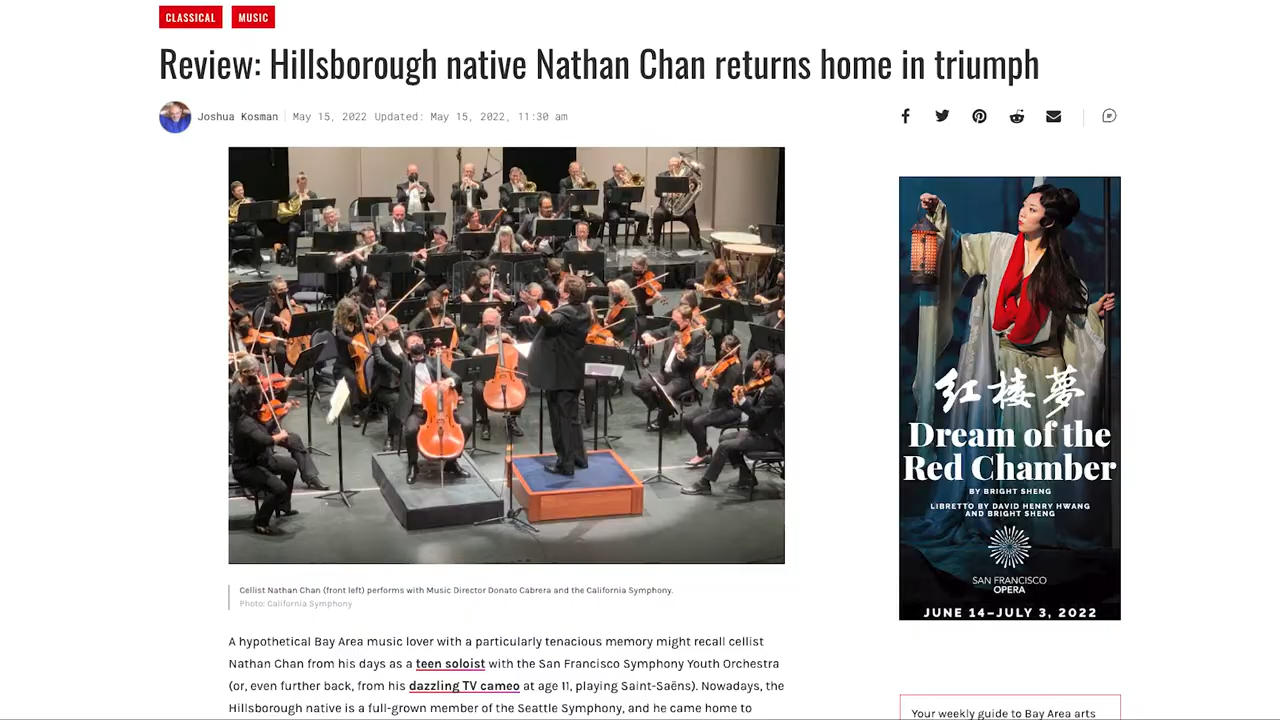 CLASSICAL
MUSIC
Review: Hillsborough native Nathan Chan returns home in triumph
Joshua Kosman
May 15, 2022 Updated: May 15, 2022, 11:30 am
Cellist Nathan Chan (front left) performs with Music Director Donato Cabrera and the California Symphony.
Photo: California Symphony
A hypothetical Bay Area music lover with a particularly tenacious memory might recall cellist
Nathan Chan from his days as a teen soloist with the San Francisco Symphony Youth Orchestra
(or, even further back, from his dazzling TV cameo at age 11, playing Saint-Saëns). Nowadays, the
Hillsborough native is a full-grown member of the Seattle Symphony, and he came home to
红楼夢
Dream of the
Red Chamber
BY BRIGHT SHENG
LIBRETTO BY DAVID HENRY HWANG
AND BRIGHT SHENG
SAN FRANCISCO
OPERA
JUNE 14–JULY 3, 2022
Your weekly guide to Bay Area arts